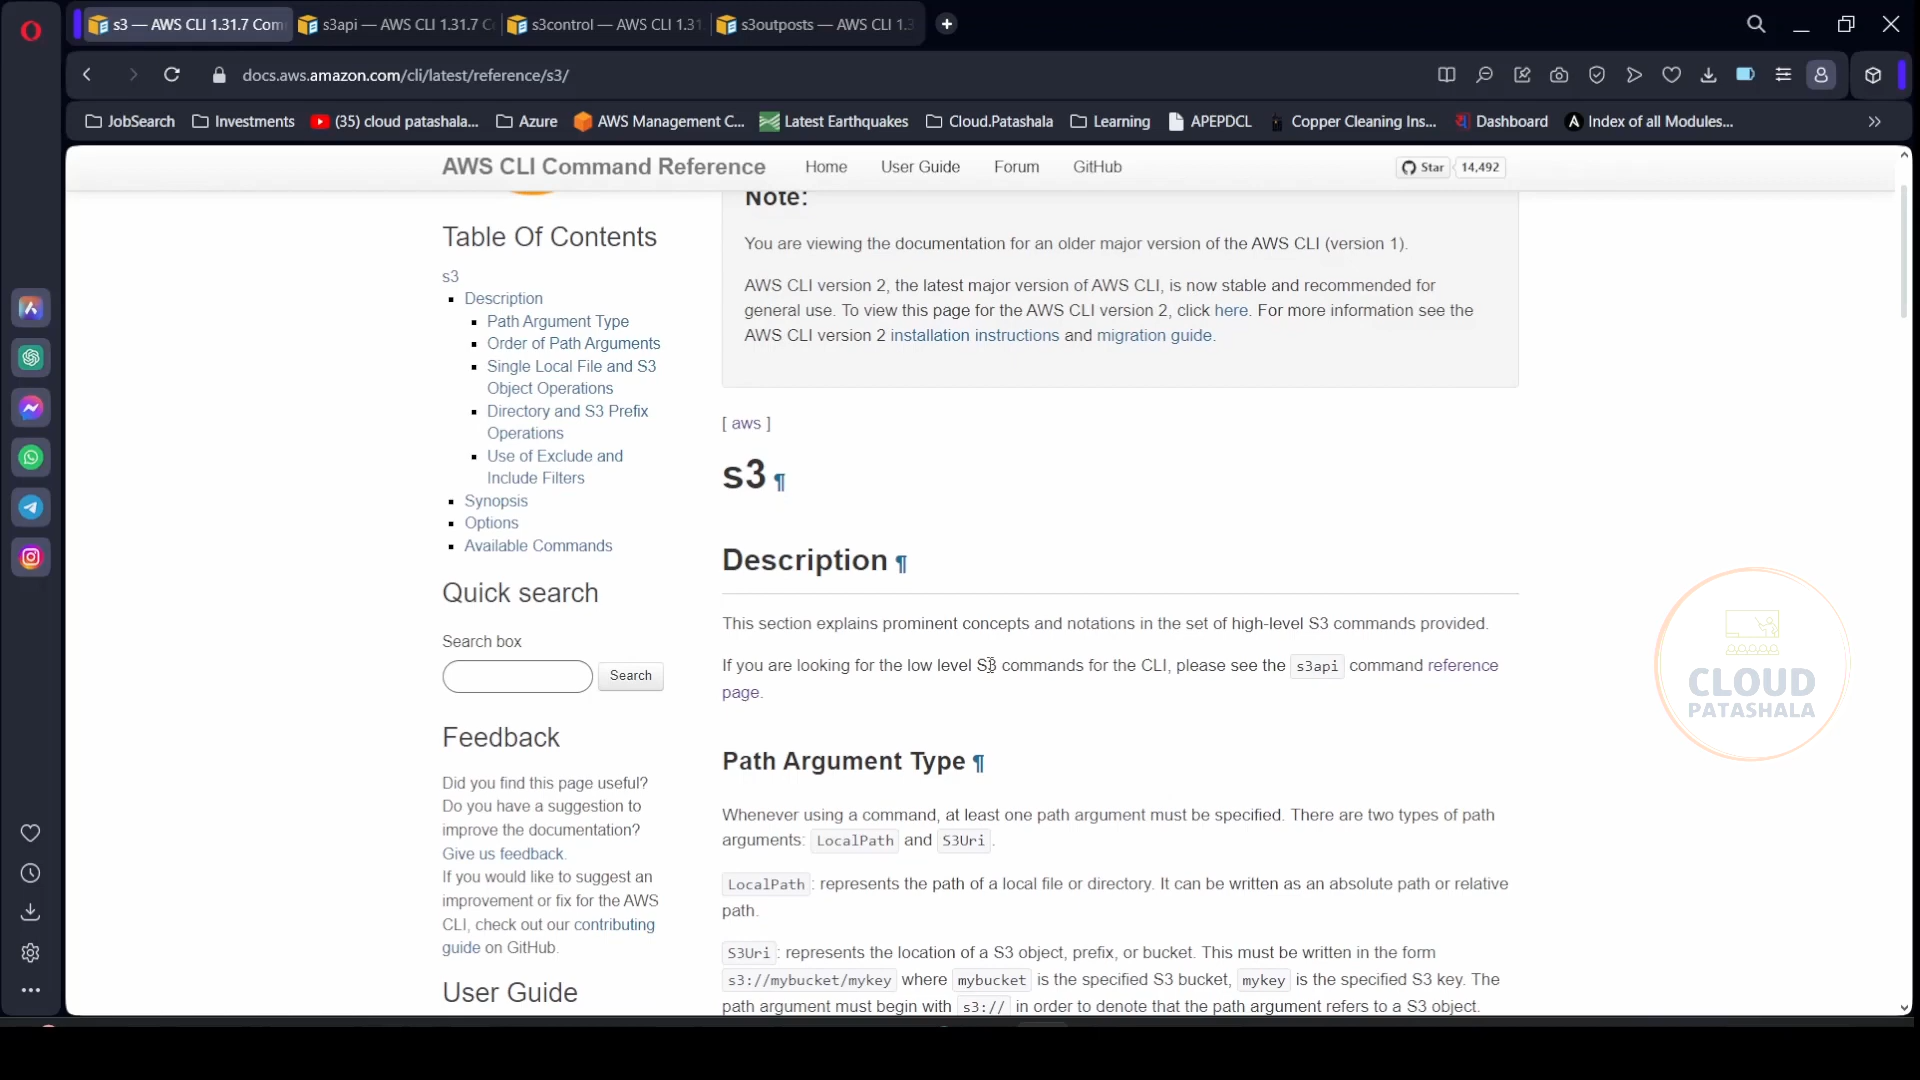 s3 — AWS CLI 1.31.7 Com
s3api — AWS CLI 1.31.7 C
s3control — AWS CLI 1.31
s3outposts — AWS CLI 1.3
docs.aws.amazon.com/cli/latest/reference/s3/
JobSearch
Investments
(35) cloud patashala...
Azure
AWS Management C...
Latest Earthquakes
Cloud.Patashala
Learning
APEPDCL
Copper Cleaning Ins...
Dashboard
Index of all Modules...
AWS CLI Command Reference
Home
User Guide
Forum
GitHub
Star
14,492
Table Of Contents
s3
Description
Path Argument Type
Order of Path Arguments
Single Local File and S3
Object Operations
Directory and S3 Prefix
Operations
Use of Exclude and
Include Filters
Synopsis
Options
Available Commands
Quick search
Search box
Search
Feedback
Did you find this page useful?
Do you have a suggestion to
improve the documentation?
Give us feedback.
If you would like to suggest an
improvement or fix for the AWS
CLI, check out our contributing
guide on GitHub.
User Guide
Note:
You are viewing the documentation for an older major version of the AWS CLI (version 1).
AWS CLI version 2, the latest major version of AWS CLI, is now stable and recommended for
general use. To view this page for the AWS CLI version 2, click here. For more information see the
AWS CLI version 2 installation instructions and migration guide.
[ aws ]
s3 ¶
Description ¶
This section explains prominent concepts and notations in the set of high-level S3 commands provided.
If you are looking for the low level S3 commands for the CLI, please see the s3api command reference
page.
Path Argument Type ¶
Whenever using a command, at least one path argument must be specified. There are two types of path
arguments: LocalPath and S3Uri.
LocalPath: represents the path of a local file or directory. It can be written as an absolute path or relative
path.
S3Uri: represents the location of a S3 object, prefix, or bucket. This must be written in the form
s3://mybucket/mykey where mybucket is the specified S3 bucket, mykey is the specified S3 key. The
path argument must begin with s3:// in order to denote that the path argument refers to a S3 object.
CLOUD
PATASHALA